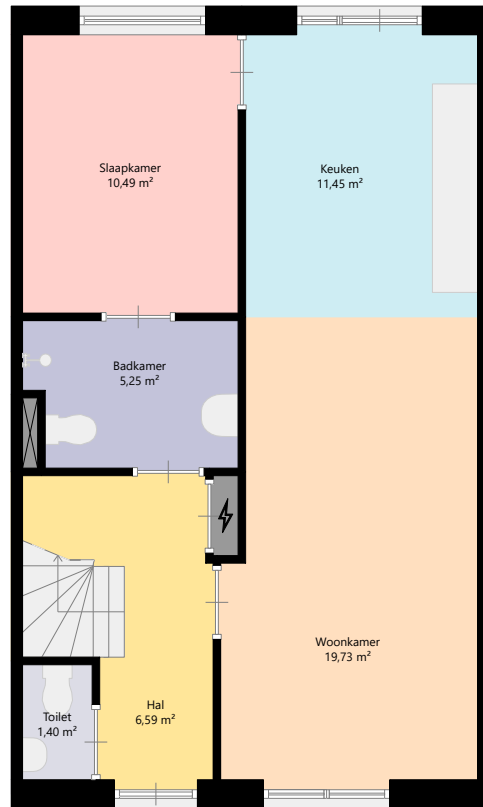 Slaapkamer
10,49 m²
Keuken
11,45 m²
Badkamer
5,25 m²
Woonkamer
19,73 m²
Hal
6,59 m²
Toilet
1,40 m²